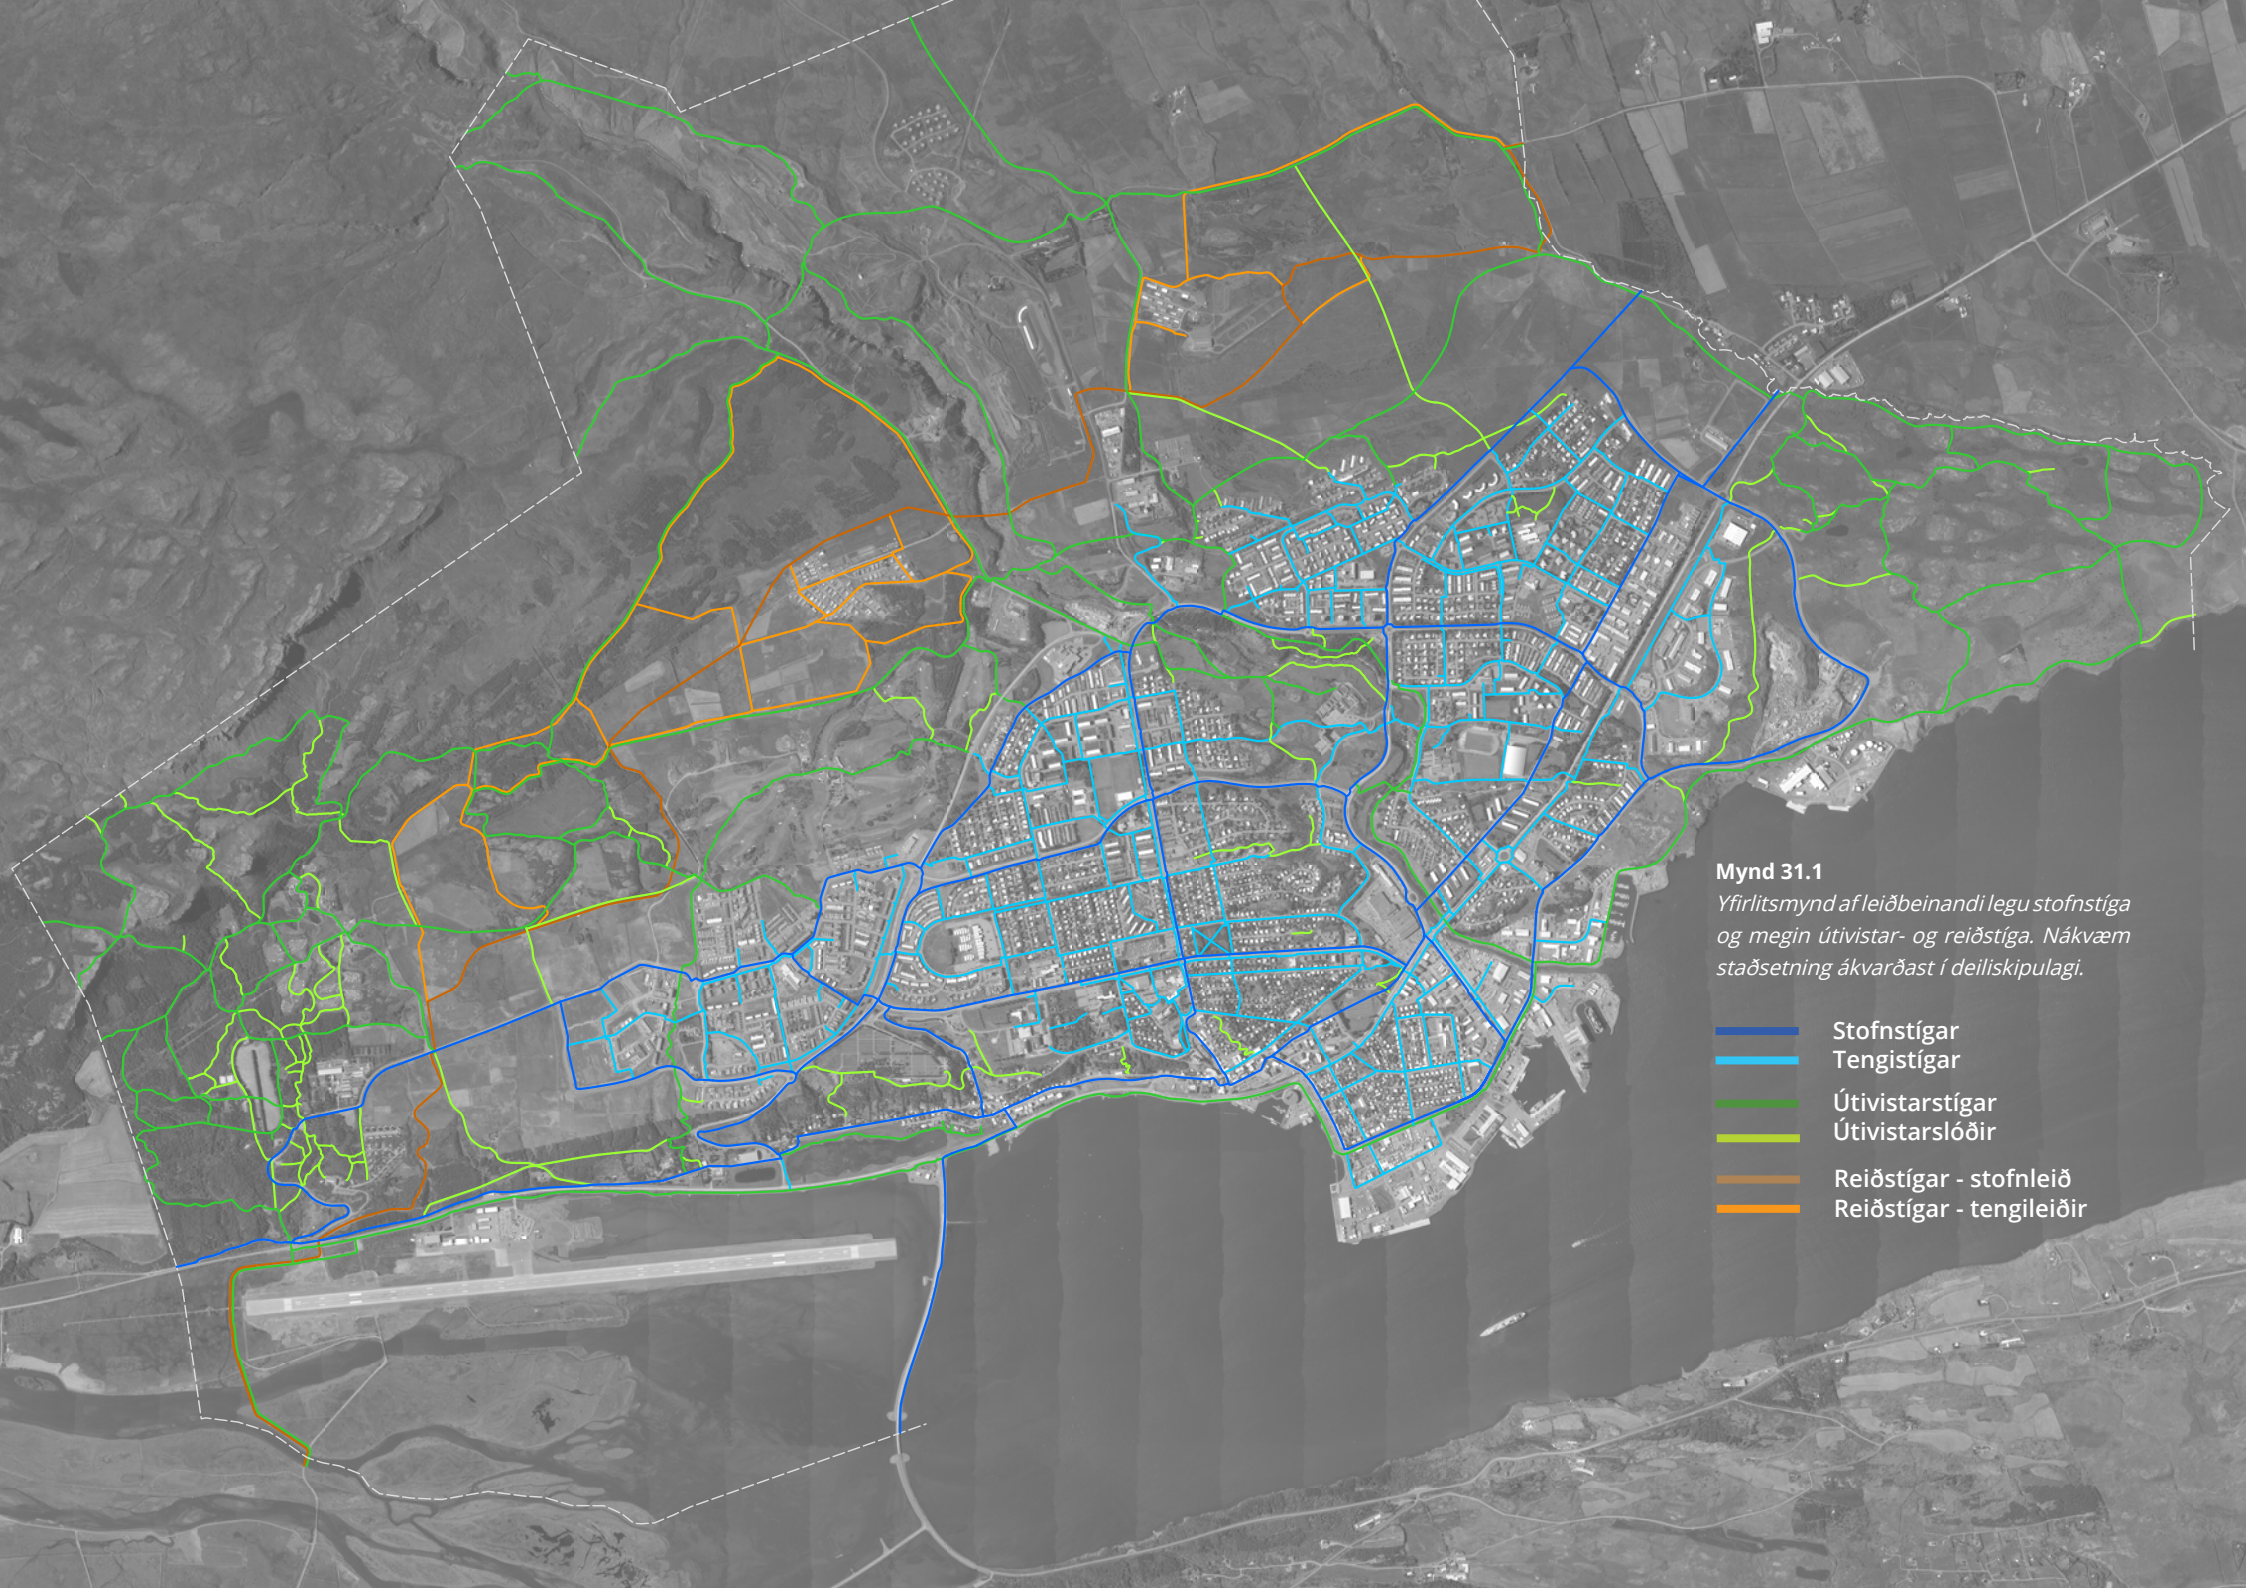 Mynd 31.1
Yfirlitsmynd af leiðbeinandi legu stofnstíga
og megin útivistar- og reiðstíga. Nákvæm
staðsetning ákvarðast í deiliskipulagi.
Stofnstígar
Tengistígar
Útivistarstígar
Útivistarslóðir
Reiðstígar - stofnleið
Reiðstígar - tengileiðir